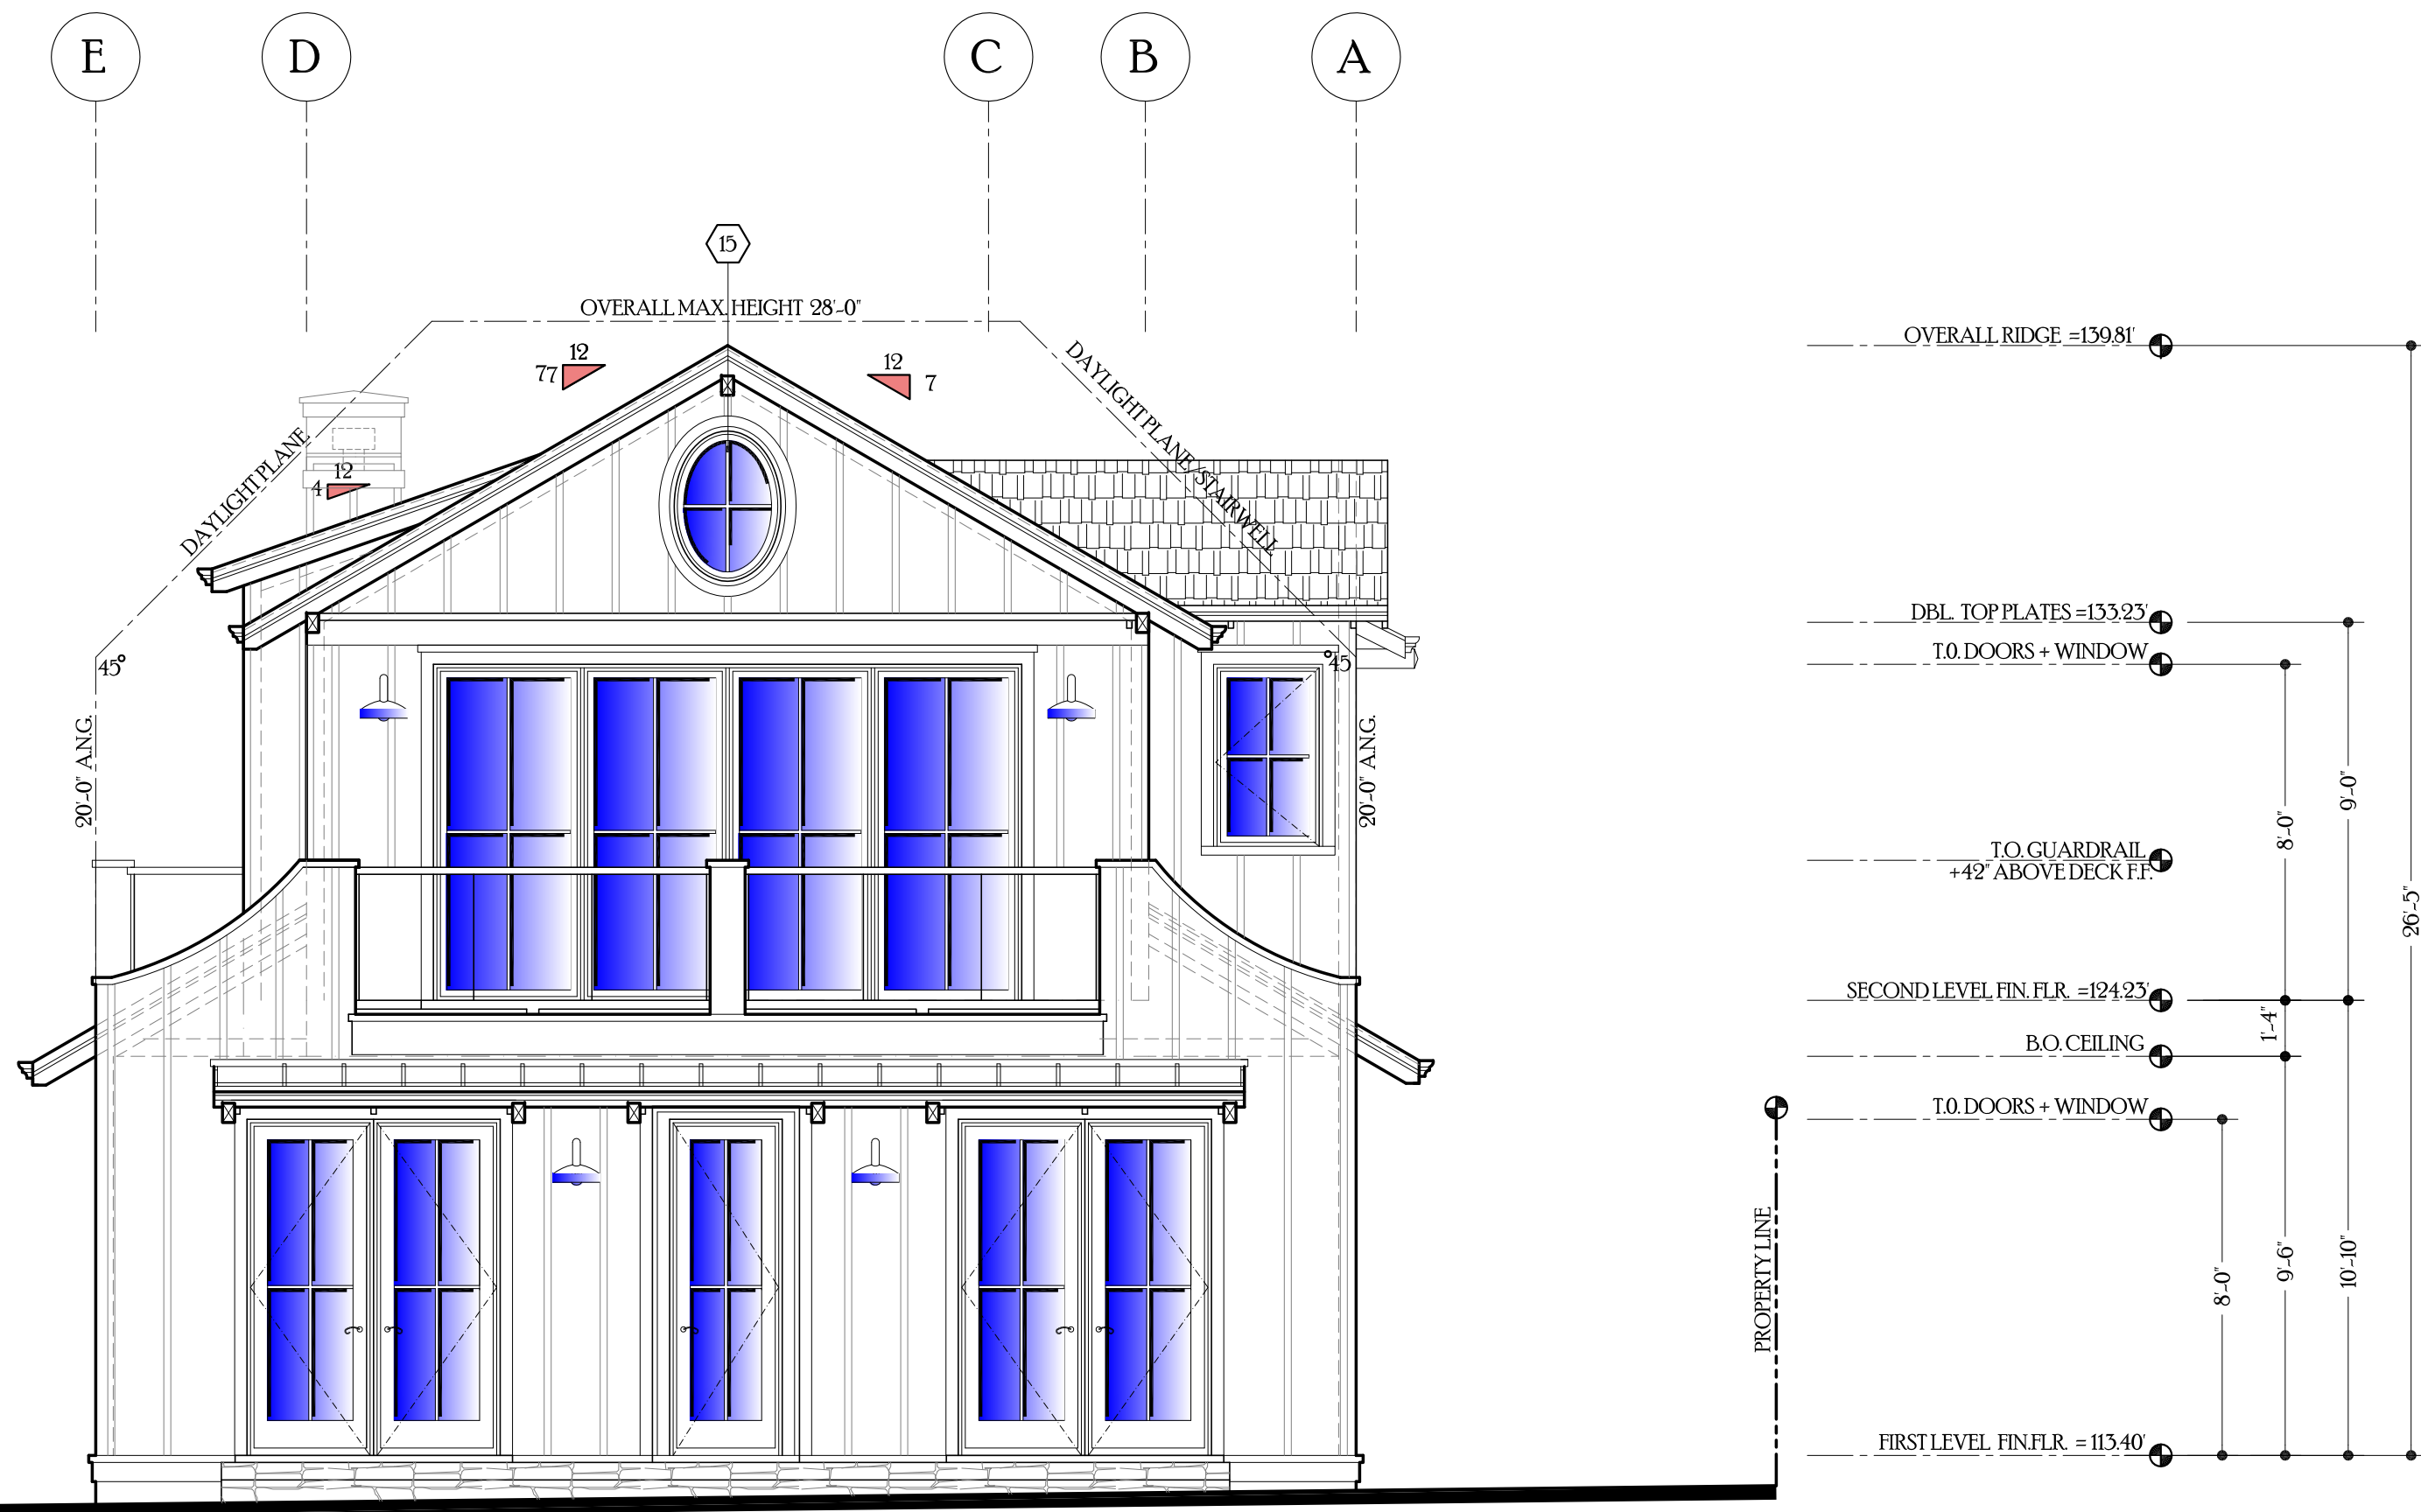 E D C B A
15
OVERALL MAX. HEIGHT 28'-0"
12
77
12
7
DAYLIGHT PLANE
DAYLIGHT PLANE/STAIRWELL
12
4
45°
45°
20'-0" A.N.G.
20'-0" A.N.G.
OVERALL RIDGE =139.81'
DBL. TOP PLATES =133.23'
T.O. DOORS + WINDOW
T.O. GUARDRAIL
+42" ABOVE DECK F.F.
SECOND LEVEL FIN. FLR. =124.23'
B.O. CEILING
T.O. DOORS + WINDOW
FIRST LEVEL FIN.FLR. =113.40'
PROPERTY LINE
8'-0"
9'-0"
26'-5"
1'-4"
8'-0"
9'-6"
10'-10"